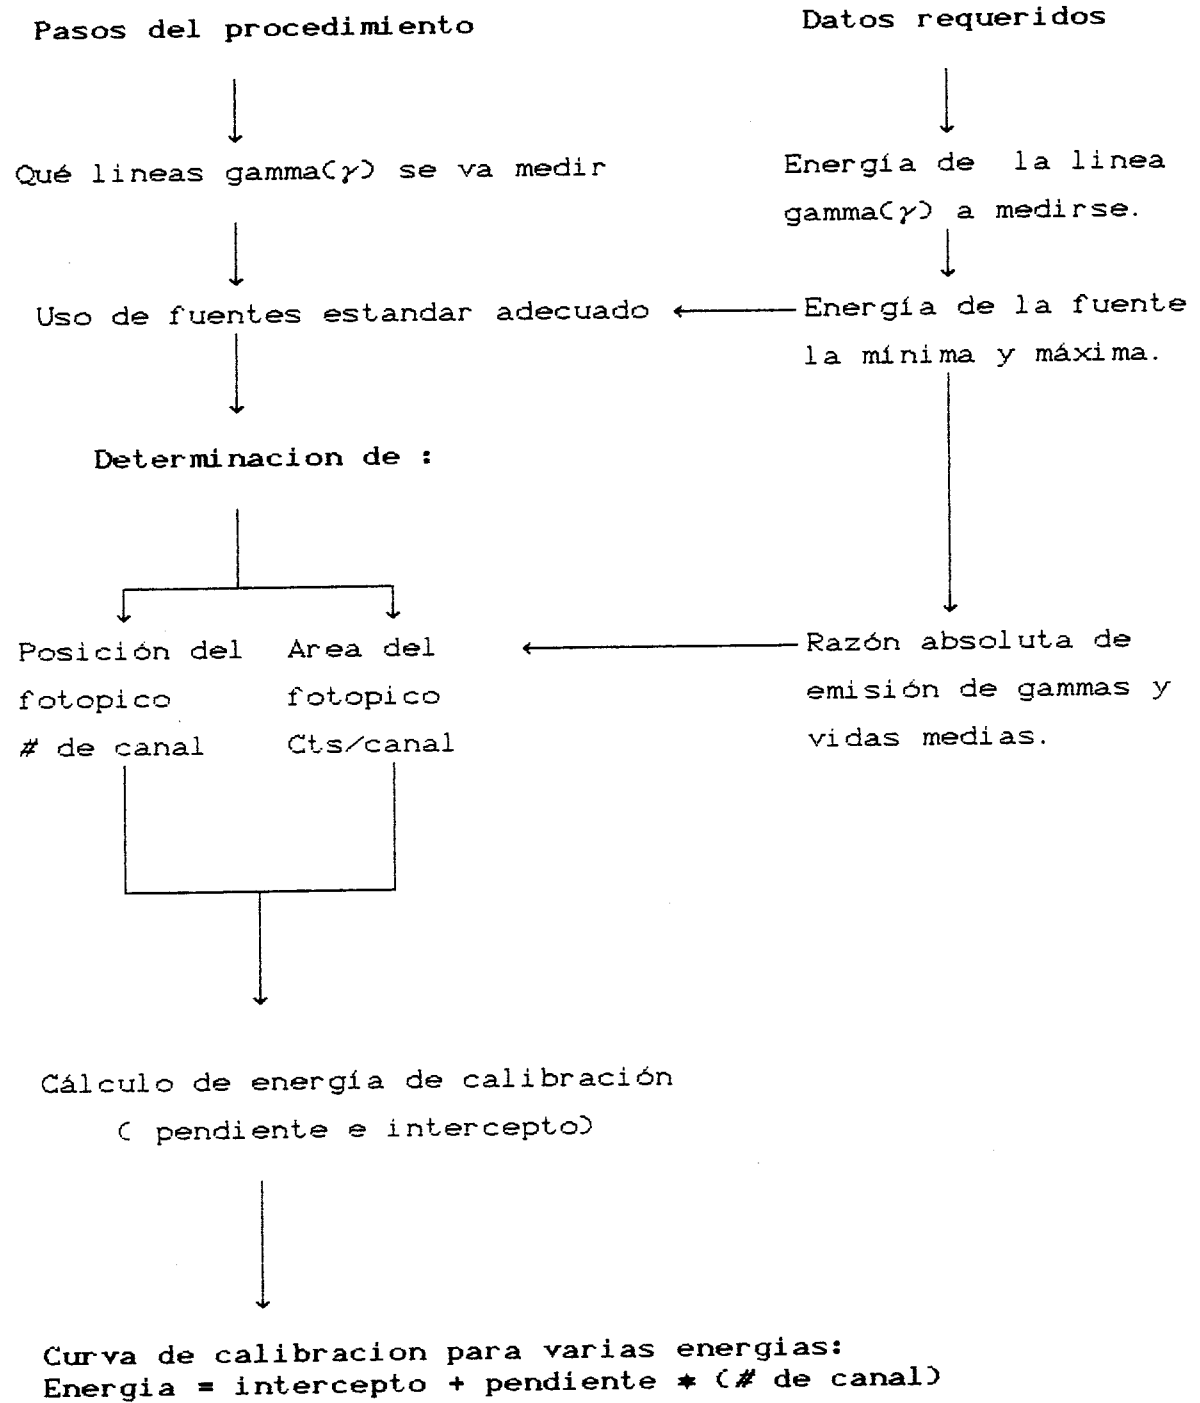 Pasos del procedimiento
Datos requeridos
Qué lineas gamma(γ) se va medir
Energía de la linea
gamma(γ) a medirse.
Uso de fuentes estandar adecuado
Energía de la fuente
la mínima y máxima.
Determinacion de :
Posición del
fotopico
# de canal
Area del
fotopico
Cts/canal
Razón absoluta de
emisión de gammas y
vidas medias.
Cálculo de energía de calibración
( pendiente e intercepto)
Curva de calibracion para varias energias:
Energia = intercepto + pendiente * (# de canal)